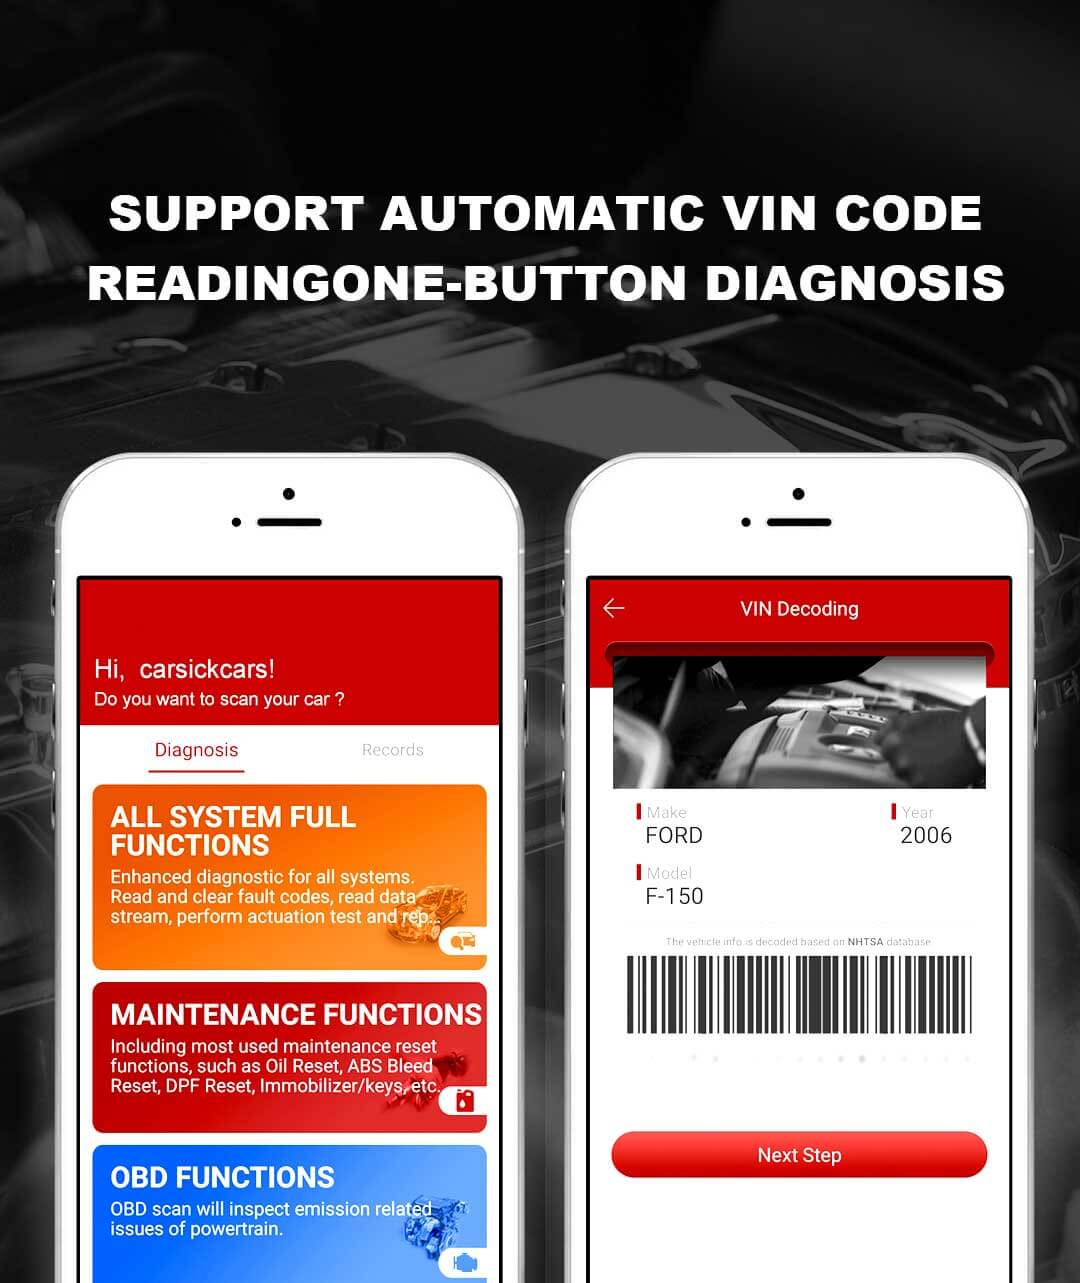 SUPPORT AUTOMATIC VIN CODE
READINGONE-BUTTON DIAGNOSIS
Hi, carsickcars!
Do you want to scan your car ?
Diagnosis
Records
ALL SYSTEM FULL
FUNCTIONS
Enhanced diagnostic for all systems.
Read and clear fault codes, read data
stream, perform actuation test and rep...
MAINTENANCE FUNCTIONS
Including most used maintenance reset
functions, such as Oil Reset, ABS Bleed
Reset, DPF Reset, Immobilizer/keys, etc.
OBD FUNCTIONS
OBD scan will inspect emission related
issues of powertrain.
VIN Decoding
Make
Year
FORD
2006
Model
F-150
The vehicle info is decoded based on NHTSA database
Next Step